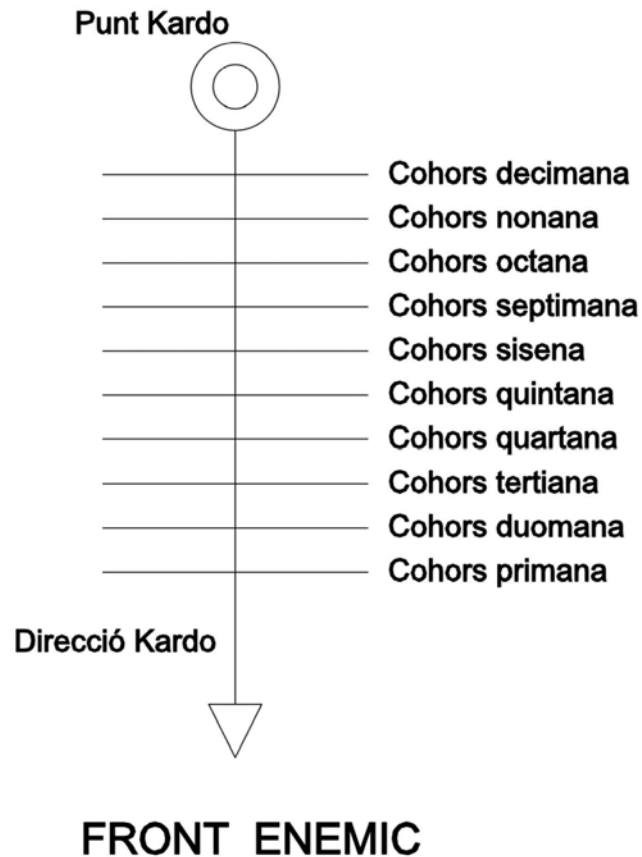 Punt Kardo
Cohors decimana
Cohors nonana
Cohors octana
Cohors septimana
Cohors sisena
Cohors quintana
Cohors quartana
Cohors tertiana
Cohors duomana
Cohors primana
Direcció Kardo
FRONT ENEMIC